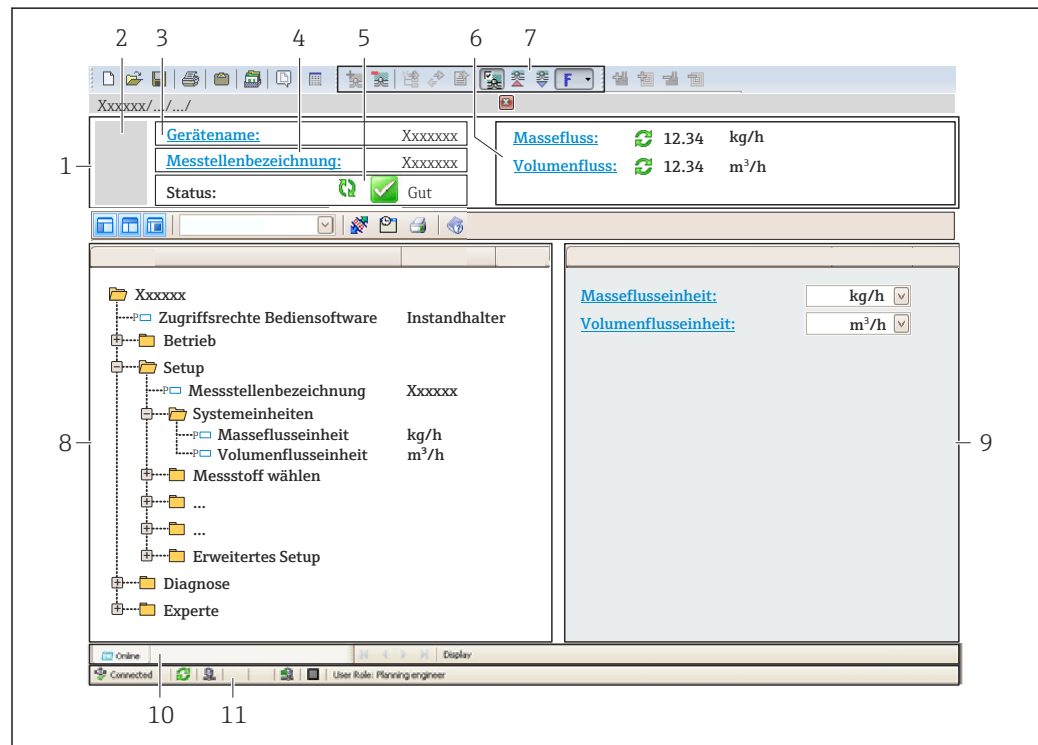 2 3 4 5 6 7
F
Xxxxxx/.../.../
1
Gerätename: Xxxxxxx
Messtellenbezeichnung: Xxxxxxx
Status: Gut
Massefluss: 12.34 kg/h
Volumenfluss: 12.34 m³/h
Xxxxxx
P Zugriffsrechte Bediensoftware Instandhalter
Betrieb
Setup
P Messstellenbezeichnung Xxxxxx
Systemeinheiten
P Masseflusseinheit kg/h
P Volumenflusseinheit m³/h
Messstoff wählen
...
...
Erweitertes Setup
Diagnose
Experte
8
Masseflusseinheit: kg/h
Volumenflusseinheit: m³/h
9
Online Display
Connected User Role: Planning engineer
10 11